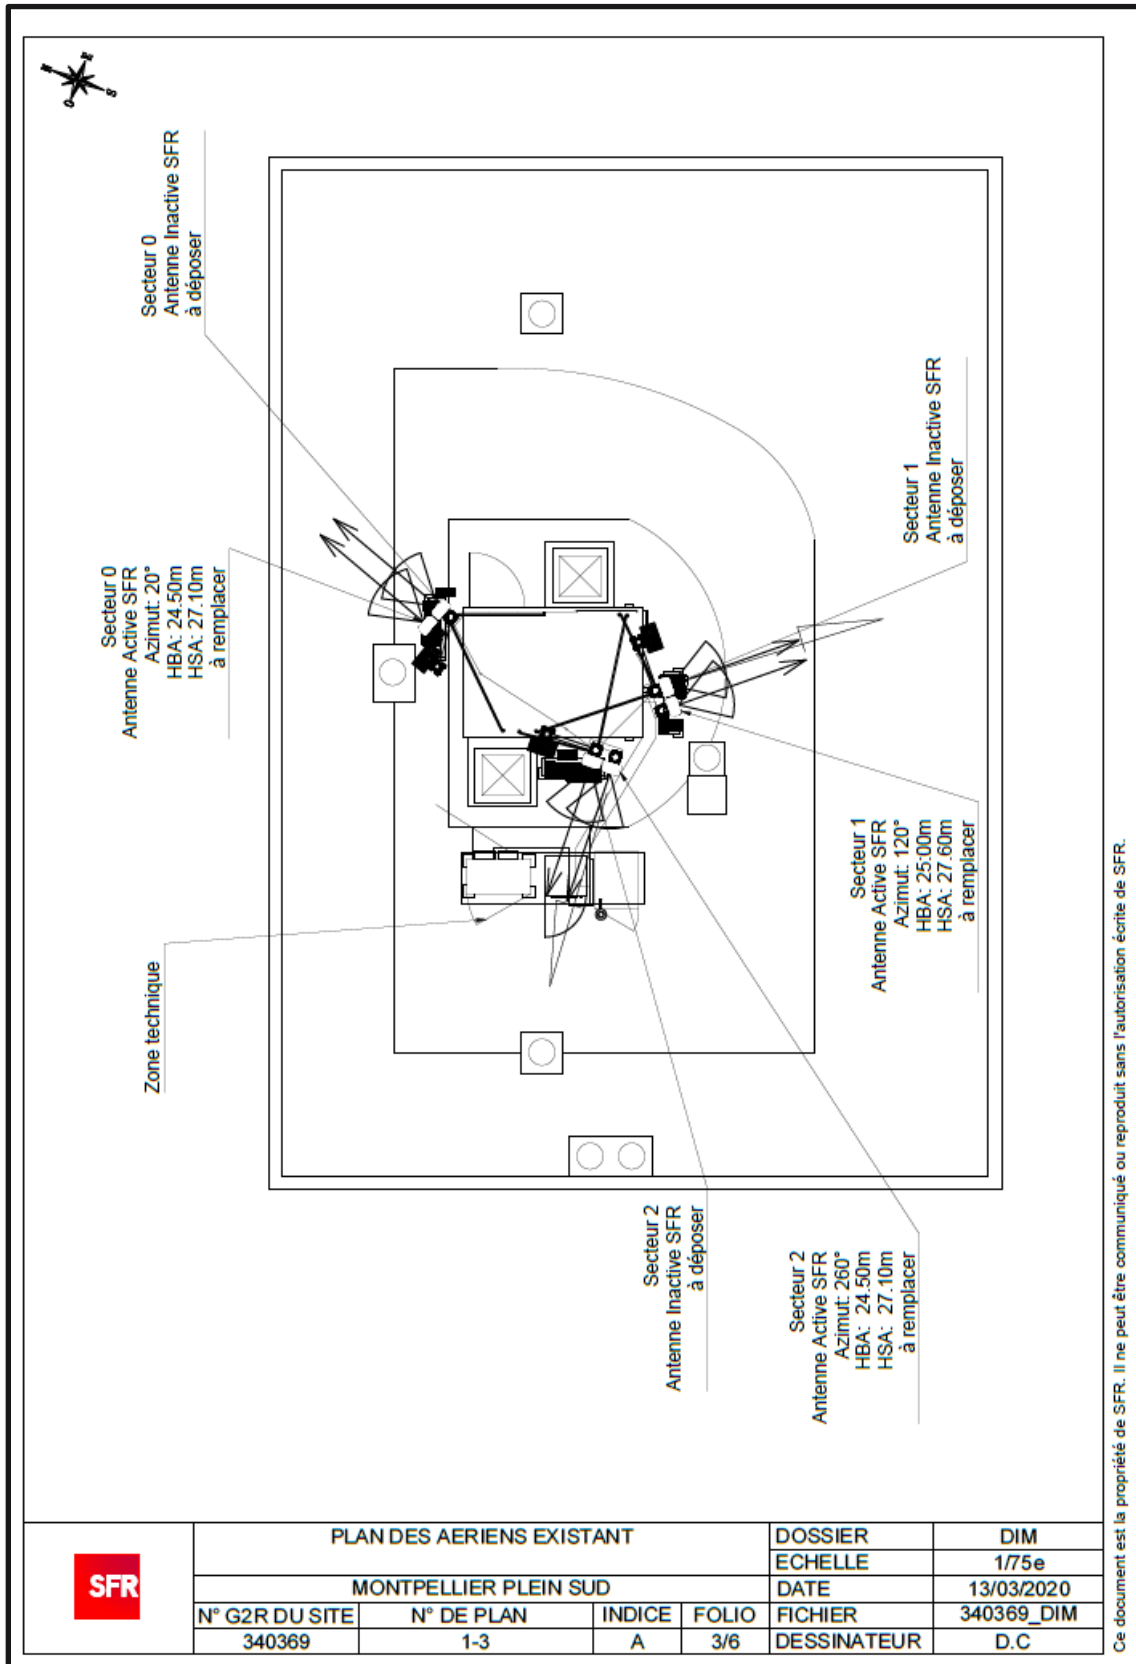 N
E
S
O
Secteur 0
Antenne Inactive SFR
à déposer
Secteur 0
Antenne Active SFR
Azimut: 20°
HBA: 24.50m
HSA: 27.10m
à remplacer
Secteur 1
Antenne Inactive SFR
à déposer
Secteur 1
Antenne Active SFR
Azimut: 120°
HBA: 25:00m
HSA: 27.60m
à remplacer
Zone technique
Secteur 2
Antenne Inactive SFR
à déposer
Secteur 2
Antenne Active SFR
Azimut: 260°
HBA: 24.50m
HSA: 27.10m
à remplacer
Ce document est la propriété de SFR. Il ne peut être communiqué ou reproduit sans l'autorisation écrite de SFR.
SFR
PLAN DES AERIENS EXISTANT
MONTPELLIER PLEIN SUD
N° G2R DU SITE N° DE PLAN INDICE FOLIO
340369 1-3 A 3/6
DOSSIER DIM
ECHELLE 1/75e
DATE 13/03/2020
FICHIER 340369_DIM
DESSINATEUR D.C